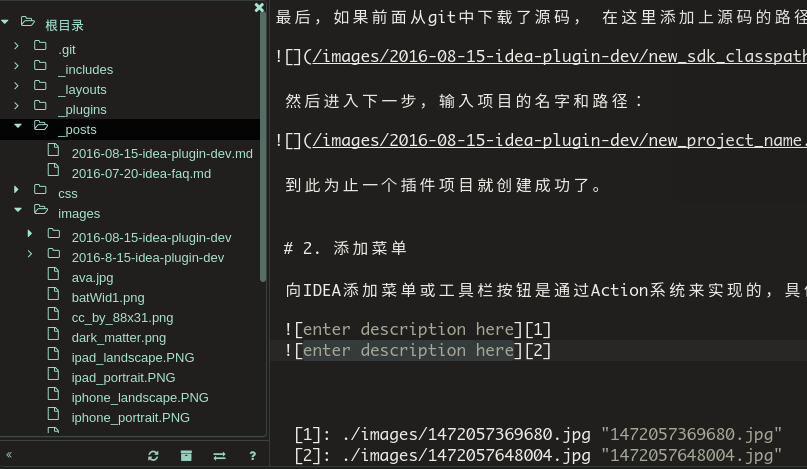 根目录
.git
_includes
_layouts
_plugins
_posts
2016-08-15-idea-plugin-dev.md
2016-07-20-idea-faq.md
css
images
2016-08-15-idea-plugin-dev
2016-8-15-idea-plugin-dev
ava.jpg
batWid1.png
cc_by_88x31.png
dark_matter.png
ipad_landscape.PNG
ipad_portrait.PNG
iphone_landscape.PNG
iphone_portrait.PNG
«
?
最后，如果前面从git中下载了源码， 在这里添加上源码的路径
![](/images/2016-08-15-idea-plugin-dev/new_sdk_classpath
然后进入下一步，输入项目的名字和路径：
![](/images/2016-08-15-idea-plugin-dev/new_project_name.
到此为止一个插件项目就创建成功了。
# 2. 添加菜单
向IDEA添加菜单或工具栏按钮是通过Action系统来实现的，具体
![enter description here][1]
![enter description here][2]
[1]: ./images/1472057369680.jpg "1472057369680.jpg"
[2]: ./images/1472057648004.jpg "1472057648004.jpg"